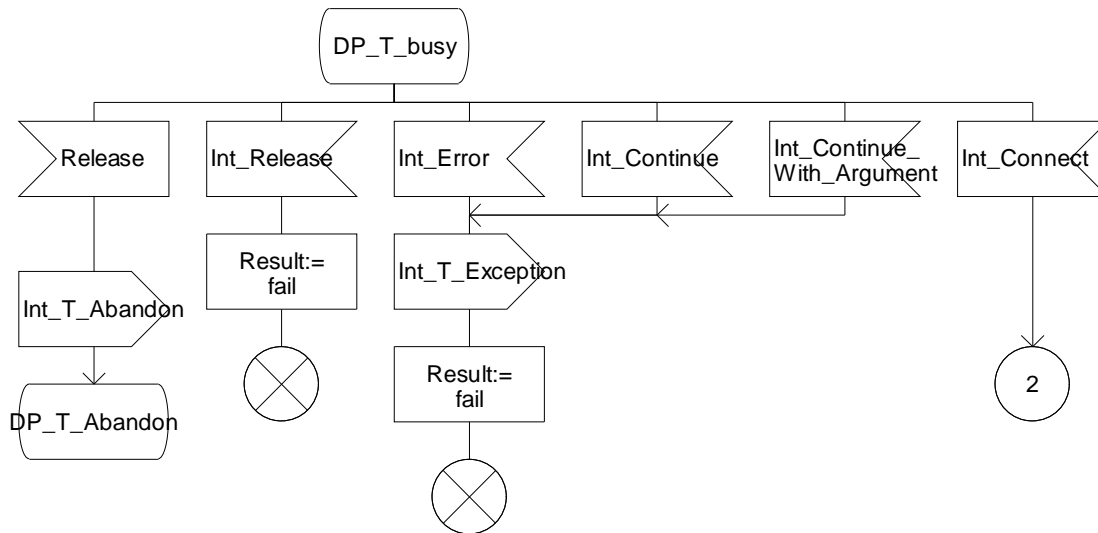 DP_T_busy
Release
Int_Release
Int_Error
Int_Continue
Int_Continue_
With_Argument
Int_Connect
Result:=
fail
Int_T_Exception
Int_T_Abandon
Result:=
fail
2
DP_T_Abandon